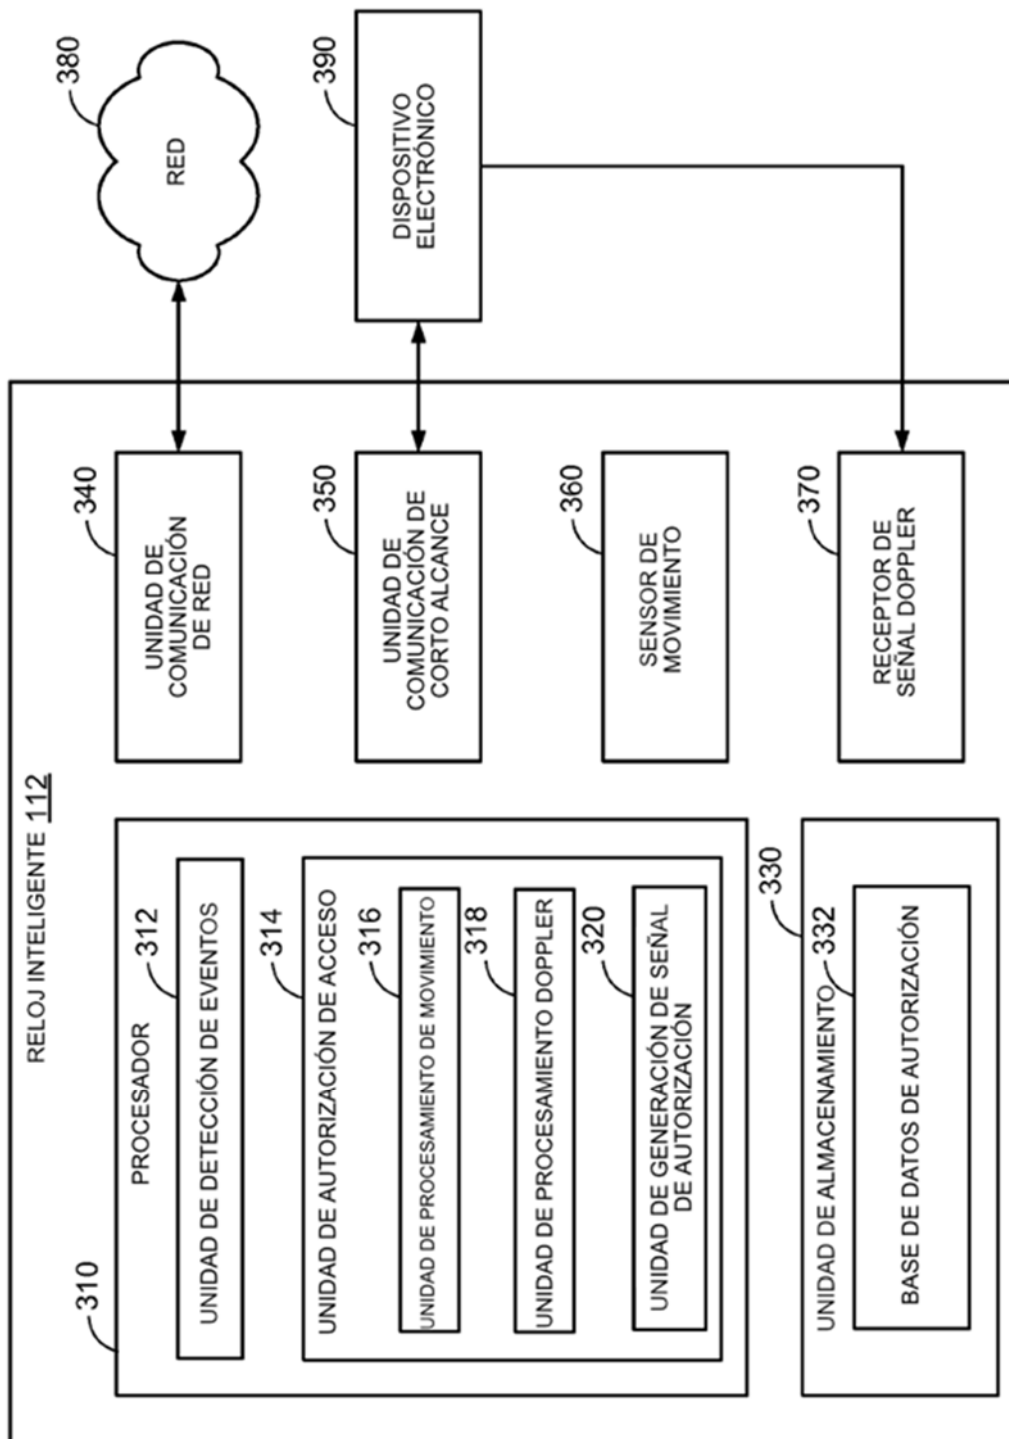 RELOJ INTELIGENTE 112
310
PROCESADOR
312
UNIDAD DE DETECCIÓN DE EVENTOS
314
UNIDAD DE AUTORIZACIÓN DE ACCESO
316
UNIDAD DE PROCESAMIENTO DE MOVIMIENTO
318
UNIDAD DE PROCESAMIENTO DOPPLER
320
UNIDAD DE GENERACIÓN DE SEÑAL
DE AUTORIZACIÓN
330
UNIDAD DE ALMACENAMIENTO
332
BASE DE DATOS DE AUTORIZACIÓN
340
UNIDAD DE
COMUNICACIÓN
DE RED
350
UNIDAD DE
COMUNICACIÓN DE
CORTO ALCANCE
360
SENSOR DE
MOVIMIENTO
370
RECEPTOR DE
SEÑAL DOPPLER
380
RED
390
DISPOSITIVO
ELECTRÓNICO